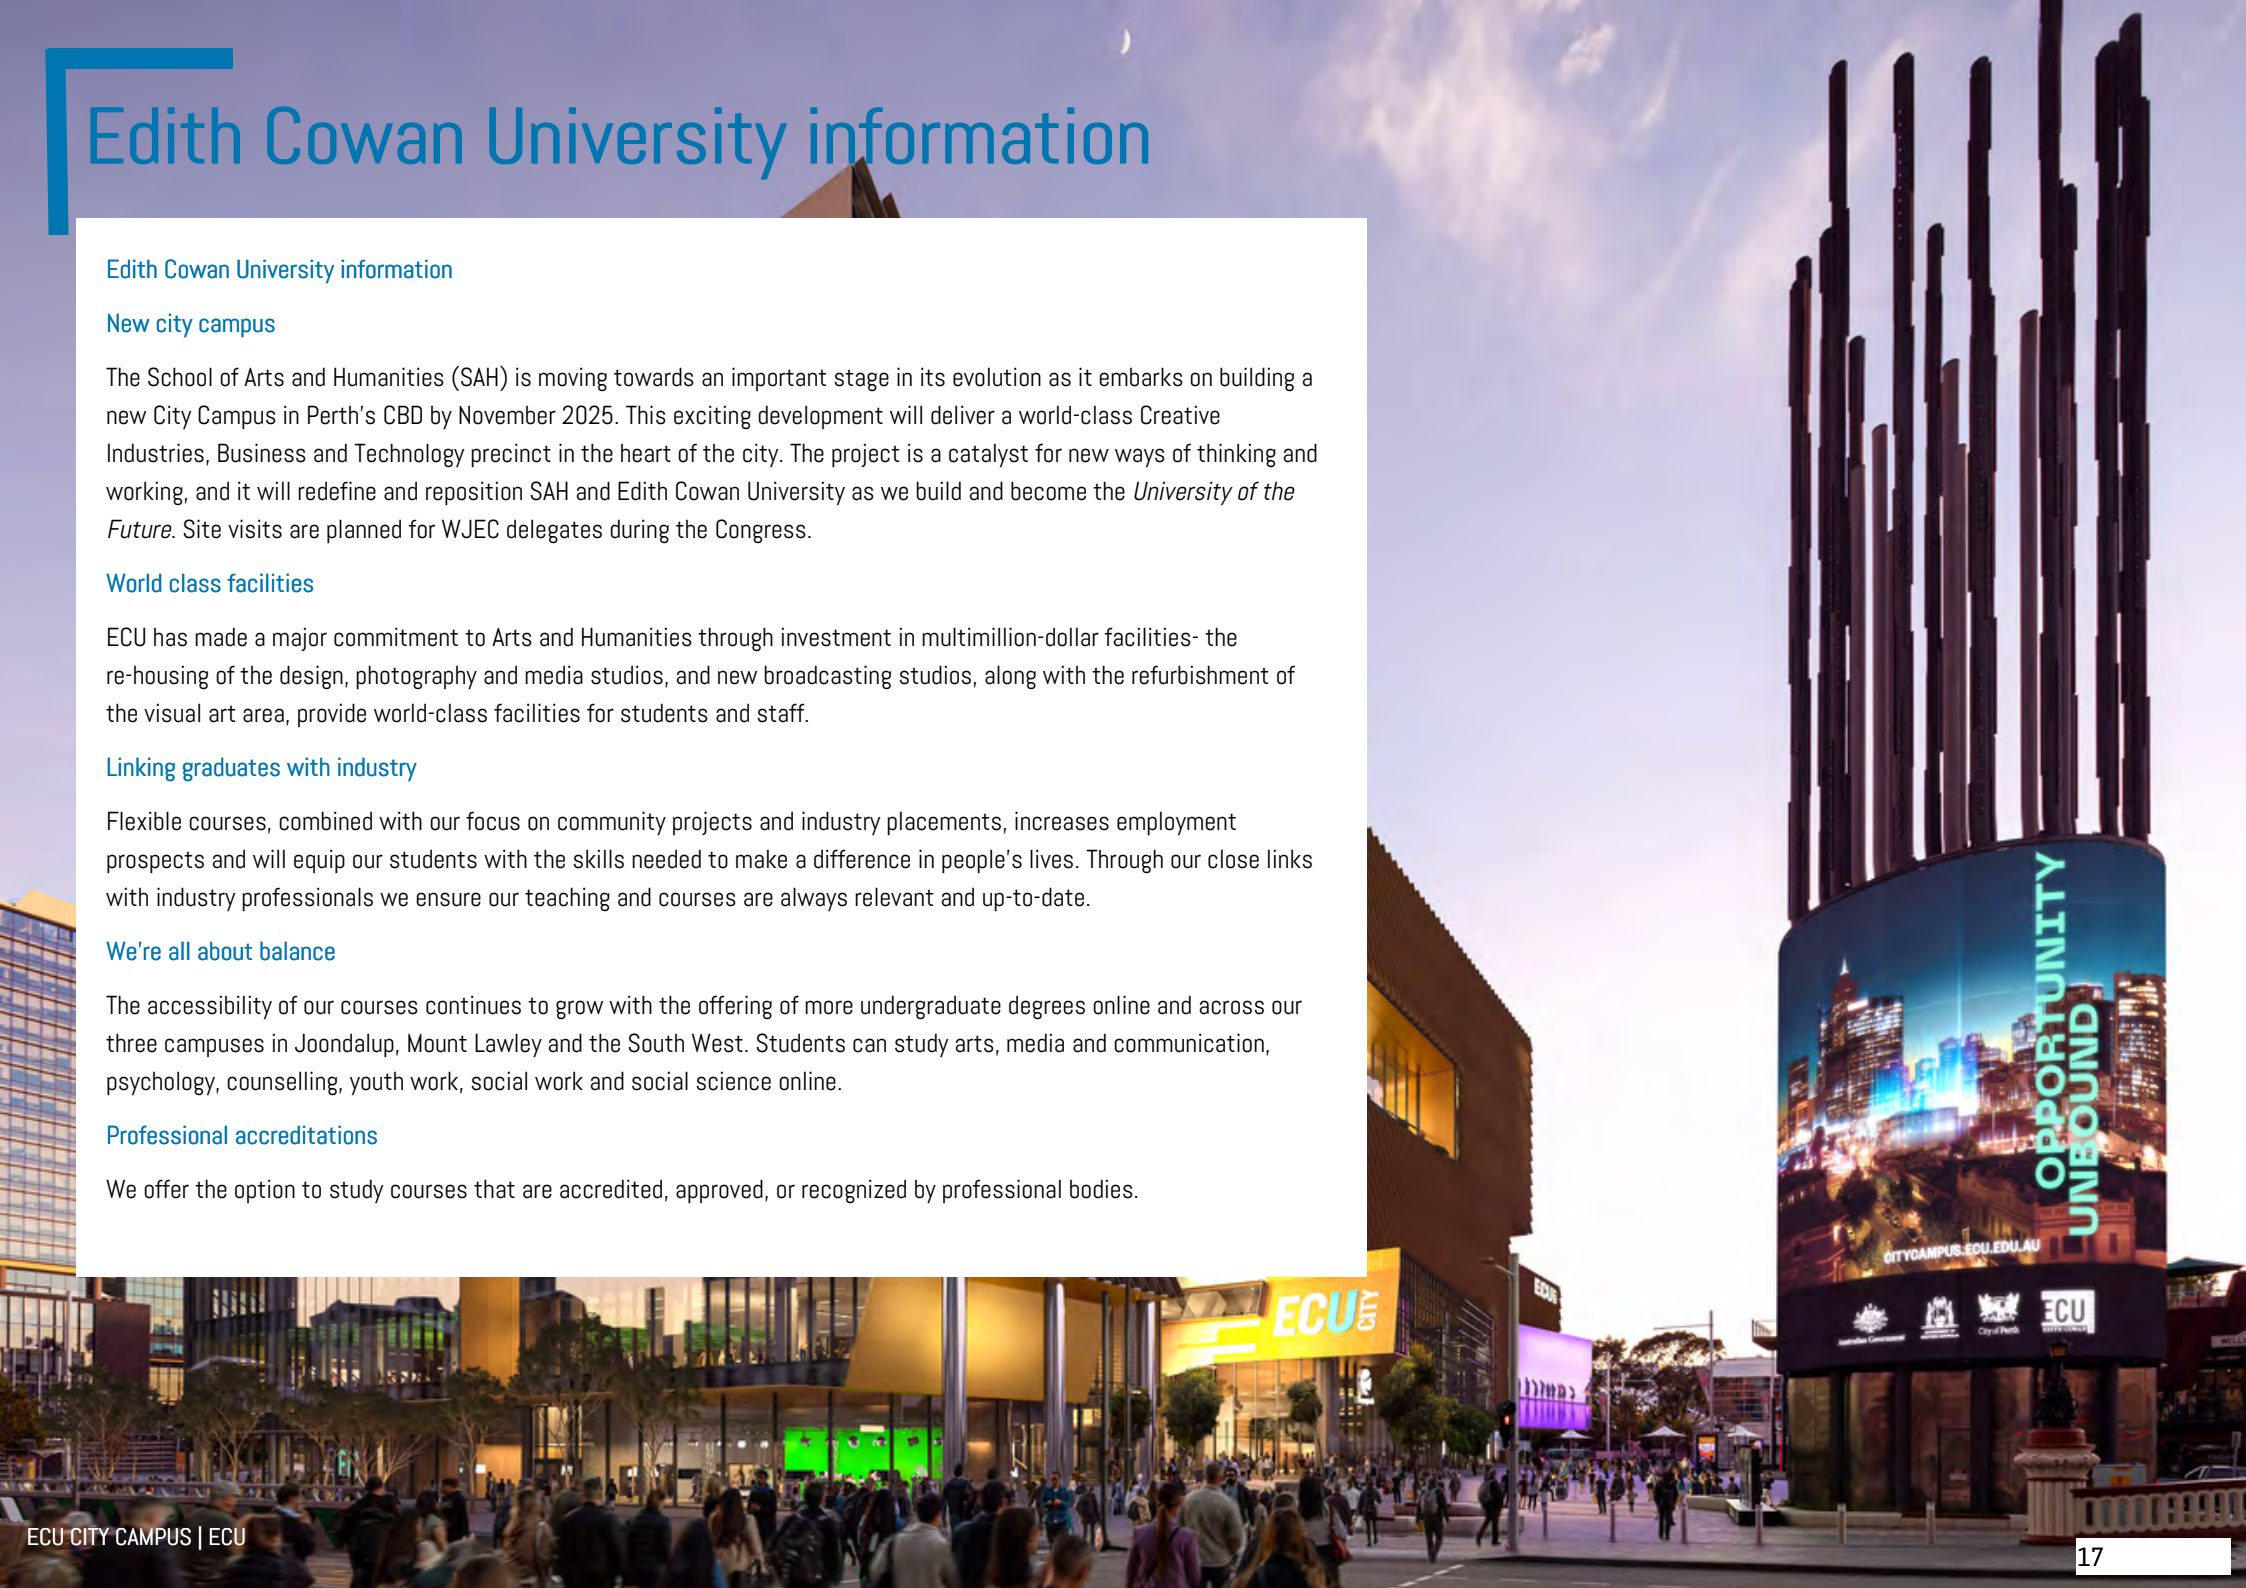 Edith Cowan University information
Edith Cowan University information
New city campus
The School of Arts and Humanities (SAH) is moving towards an important stage in its evolution as it embarks on building a
new City Campus in Perth's CBD by November 2025. This exciting development will deliver a world-class Creative
Industries, Business and Technology precinct in the heart of the city. The project is a catalyst for new ways of thinking and
working, and it will redefine and reposition SAH and Edith Cowan University as we build and become the University of the
Future. Site visits are planned for WJEC delegates during the Congress.
World class facilities
ECU has made a major commitment to Arts and Humanities through investment in multimillion-dollar facilities- the
re-housing of the design, photography and media studios, and new broadcasting studios, along with the refurbishment of
the visual art area, provide world-class facilities for students and staff.
Linking graduates with industry
Flexible courses, combined with our focus on community projects and industry placements, increases employment
prospects and will equip our students with the skills needed to make a difference in people's lives. Through our close links
with industry professionals we ensure our teaching and courses are always relevant and up-to-date.
We're all about balance
The accessibility of our courses continues to grow with the offering of more undergraduate degrees online and across our
three campuses in Joondalup, Mount Lawley and the South West. Students can study arts, media and communication,
psychology, counselling, youth work, social work and social science online.
Professional accreditations
We offer the option to study courses that are accredited, approved, or recognized by professional bodies.
OPPORTUNITY
UNBOUND
CITYCAMPUS.ECU.EDU.AU
Australian Government
City of Perth
ECU
EDITH COWAN
ECU CITY
ECU CITY CAMPUS | ECU
17